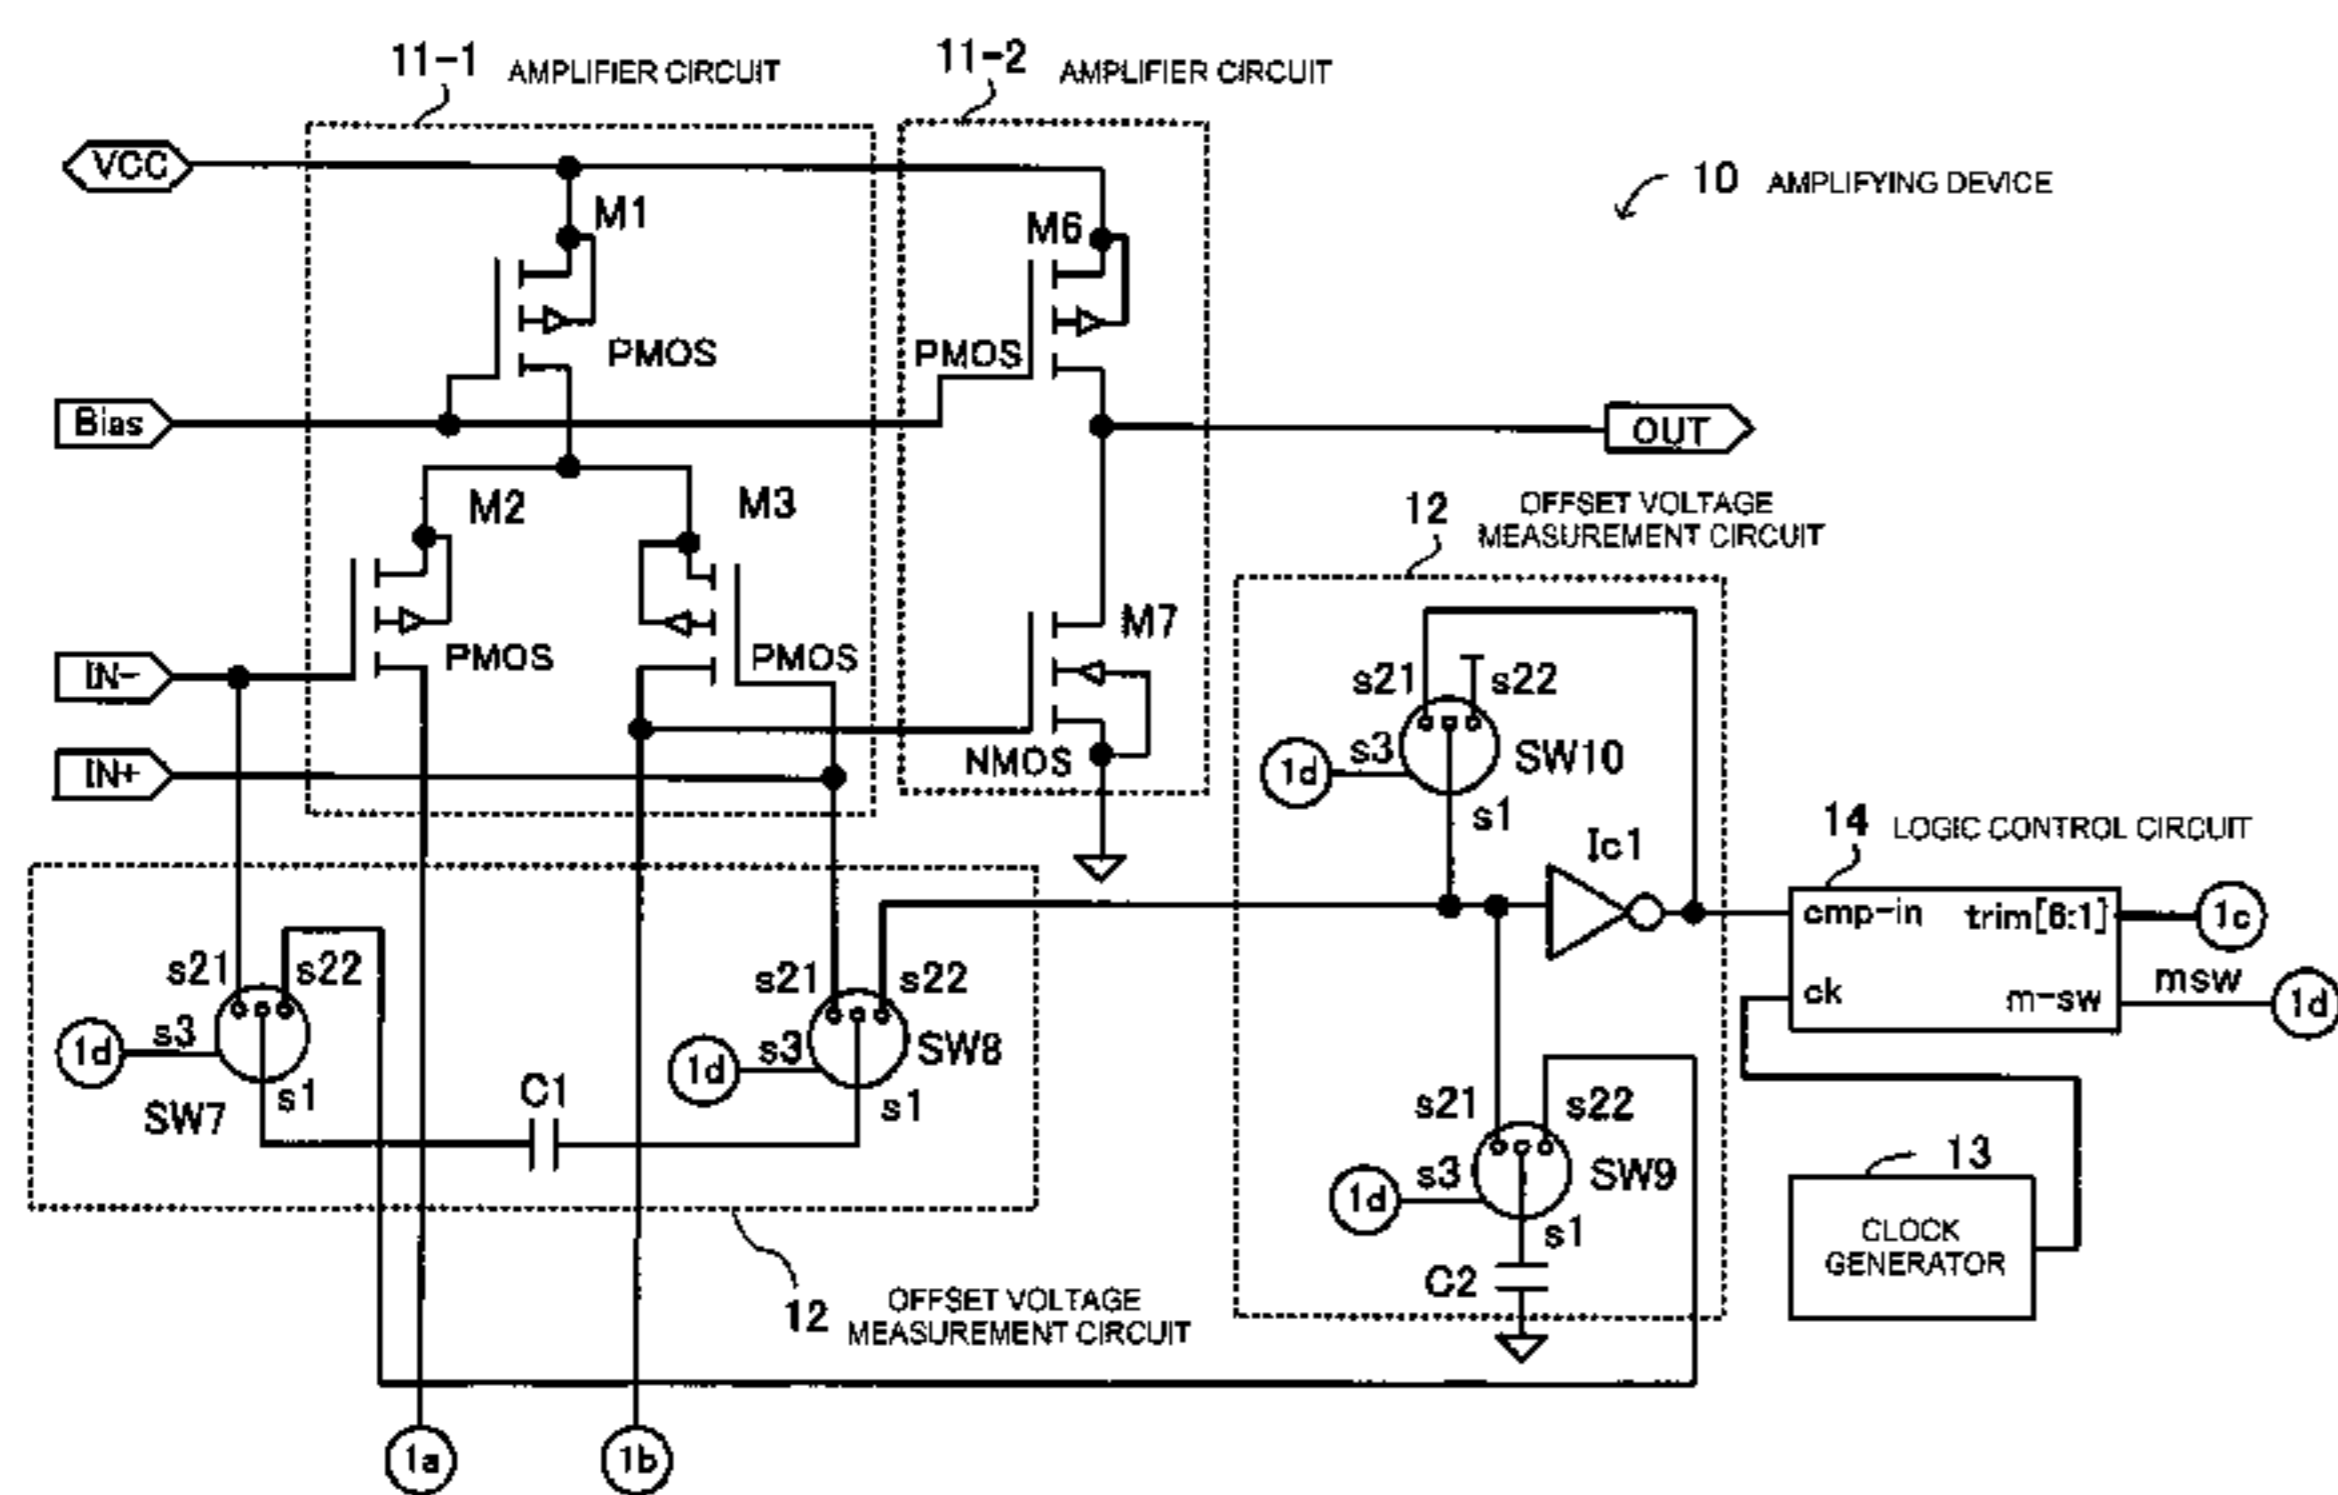 11-1 AMPLIFIER CIRCUIT
11-2 AMPLIFIER CIRCUIT
VCC
M1
M6
10 AMPLIFYING DEVICE
PMOS
PMOS
Bias
OUT
M2
M3
12 OFFSET VOLTAGE
MEASUREMENT CIRCUIT
M7
IN-
PMOS
PMOS
s21
s22
IN+
NMOS
1d
s3
SW10
s1
14 LOGIC CONTROL CIRCUIT
Ic1
cmp-in
trim[6:1]
1c
s21
s22
s21
s22
ck
m-sw
msw
1d
1d
s3
SW7
s1
C1
1d
s3
SW8
s1
s21
s22
1d
s3
SW9
s1
C2
13
CLOCK
GENERATOR
12 OFFSET VOLTAGE
MEASUREMENT CIRCUIT
1a
1b